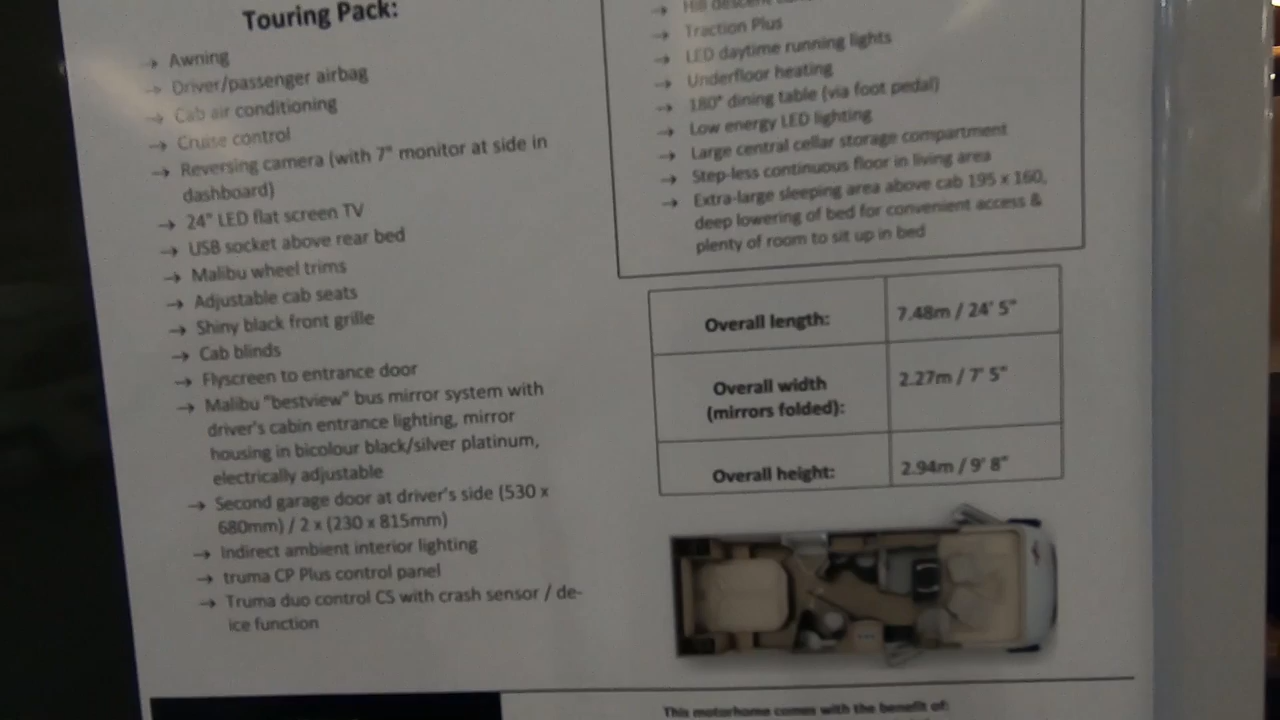 Touring Pack:
→ Awning
→ Driver/passenger airbag
→ Cab air conditioning
→ Cruise control
→ Reversing camera (with 7" monitor at side in
dashboard)
→ 24" LED flat screen TV
→ USB socket above rear bed
→ Malibu wheel trims
→ Adjustable cab seats
→ Shiny black front grille
→ Cab blinds
→ Flyscreen to entrance door
→ Malibu "bestview" bus mirror system with
driver's cabin entrance lighting, mirror
housing in bicolour black/silver platinum,
electrically adjustable
→ Second garage door at driver's side (530 x
680mm) / 2 x (230 x 815mm)
→ Indirect ambient interior lighting
→ truma CP Plus control panel
→ Truma duo control CS with crash sensor / de-
ice function
→ Hill descent
→ Traction Plus
→ LED daytime running lights
→ Underfloor heating
→ 180° dining table (via foot pedal)
→ Low energy LED lighting
→ Large central cellar storage compartment
→ Step-less continuous floor in living area
→ Extra-large sleeping area above cab 195 x 160,
deep lowering of bed for convenient access &
plenty of room to sit up in bed
Overall length: 7.48m / 24' 5"
Overall width 2.27m / 7' 5"
(mirrors folded):
Overall height: 2.94m / 9' 8"
This motorhome comes with the benefit of: